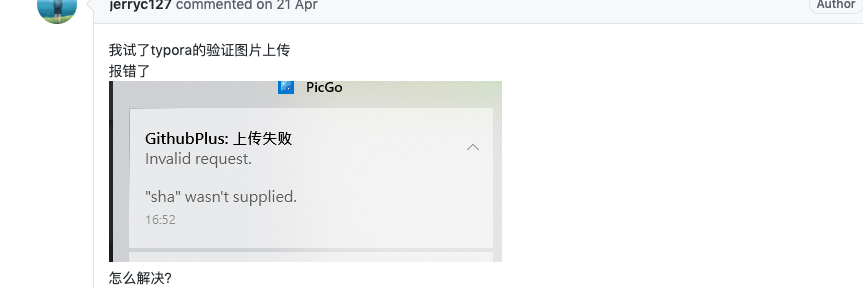 jerryc127 commented on 21 Apr
Author
我试了typora的验证图片上传
报错了
PicGo
GithubPlus: 上传失败
Invalid request.
"sha" wasn't supplied.
16:52
怎么解决?